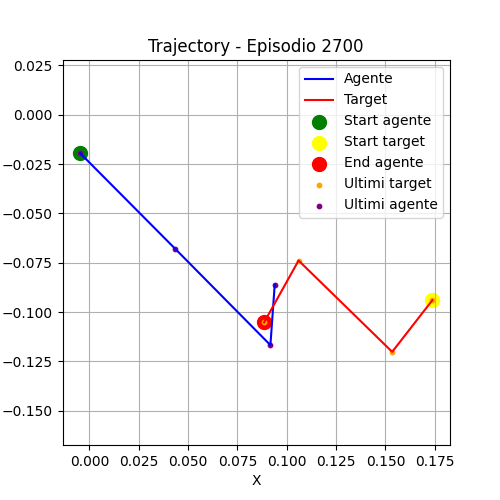 Trajectory - Episodio 2700
Agente
Target
Start agente
Start target
End agente
Ultimi target
Ultimi agente
0.025
0.000
−0.025
−0.050
−0.075
−0.100
−0.125
−0.150
0.000 0.025 0.050 0.075 0.100 0.125 0.150 0.175
X